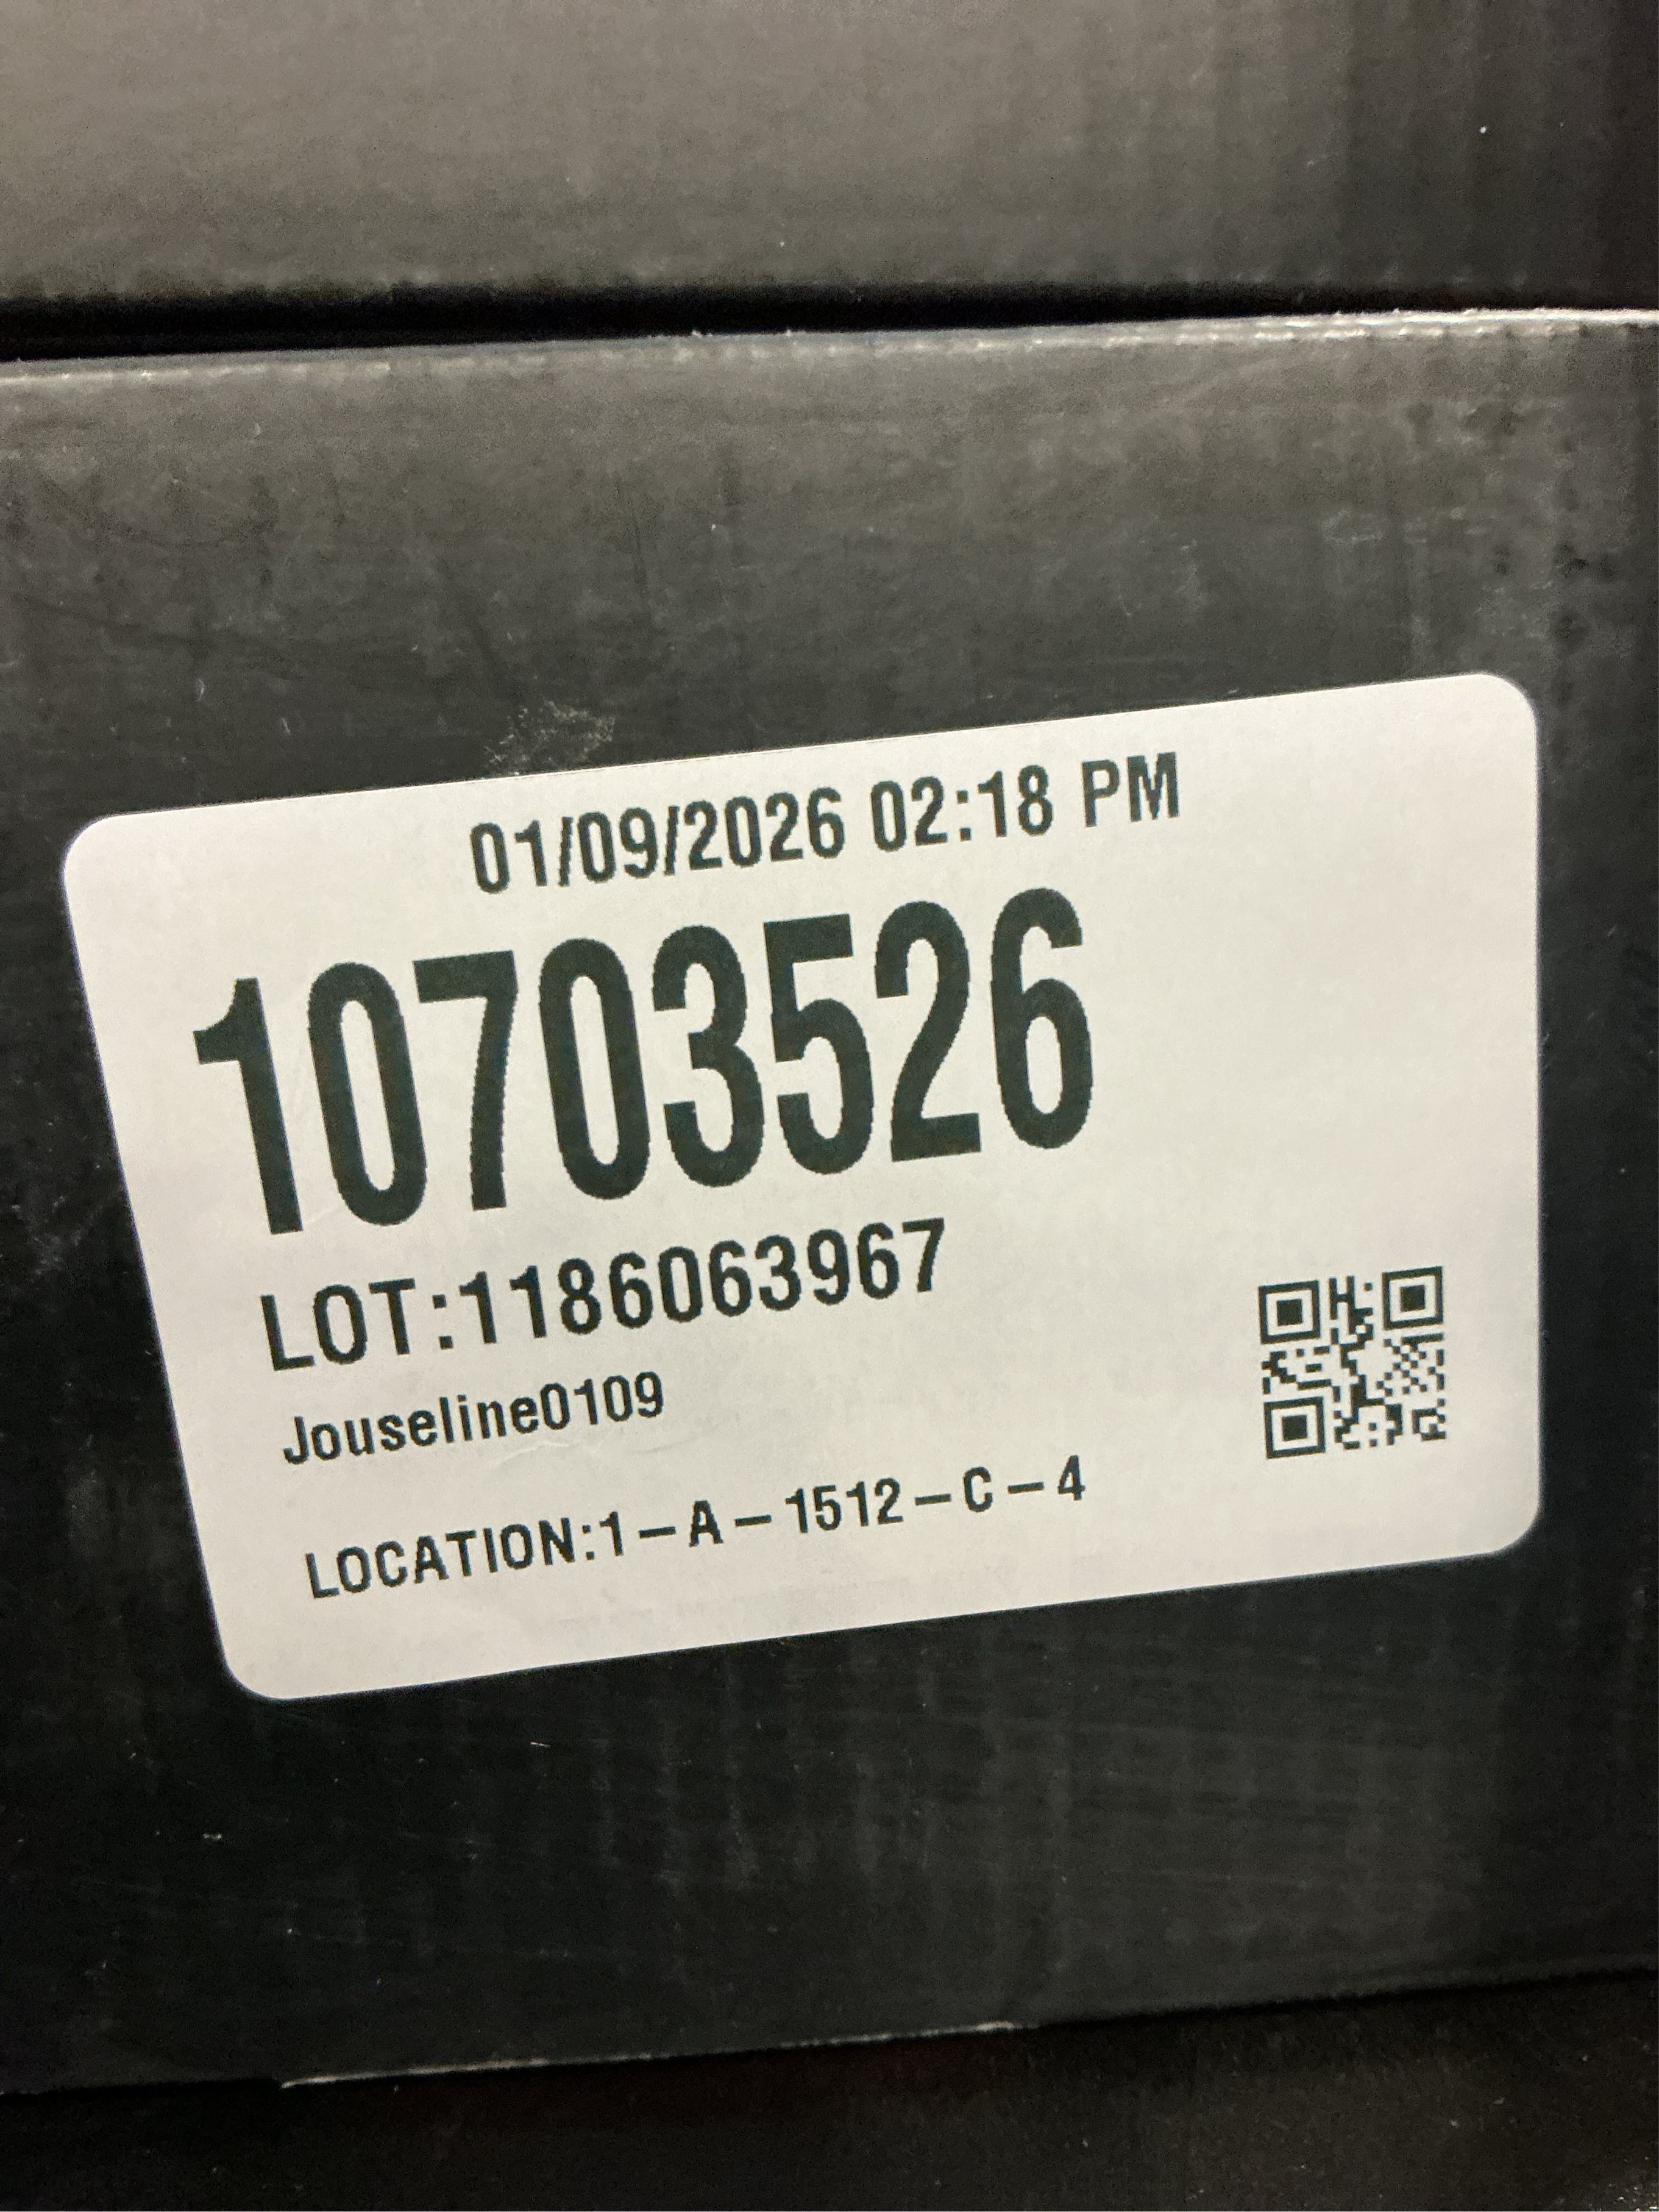 01/09/2026 02:18 PM
10703526
LOT:1186063967
Jouseline0109
LOCATION:1-A-1512-C-4